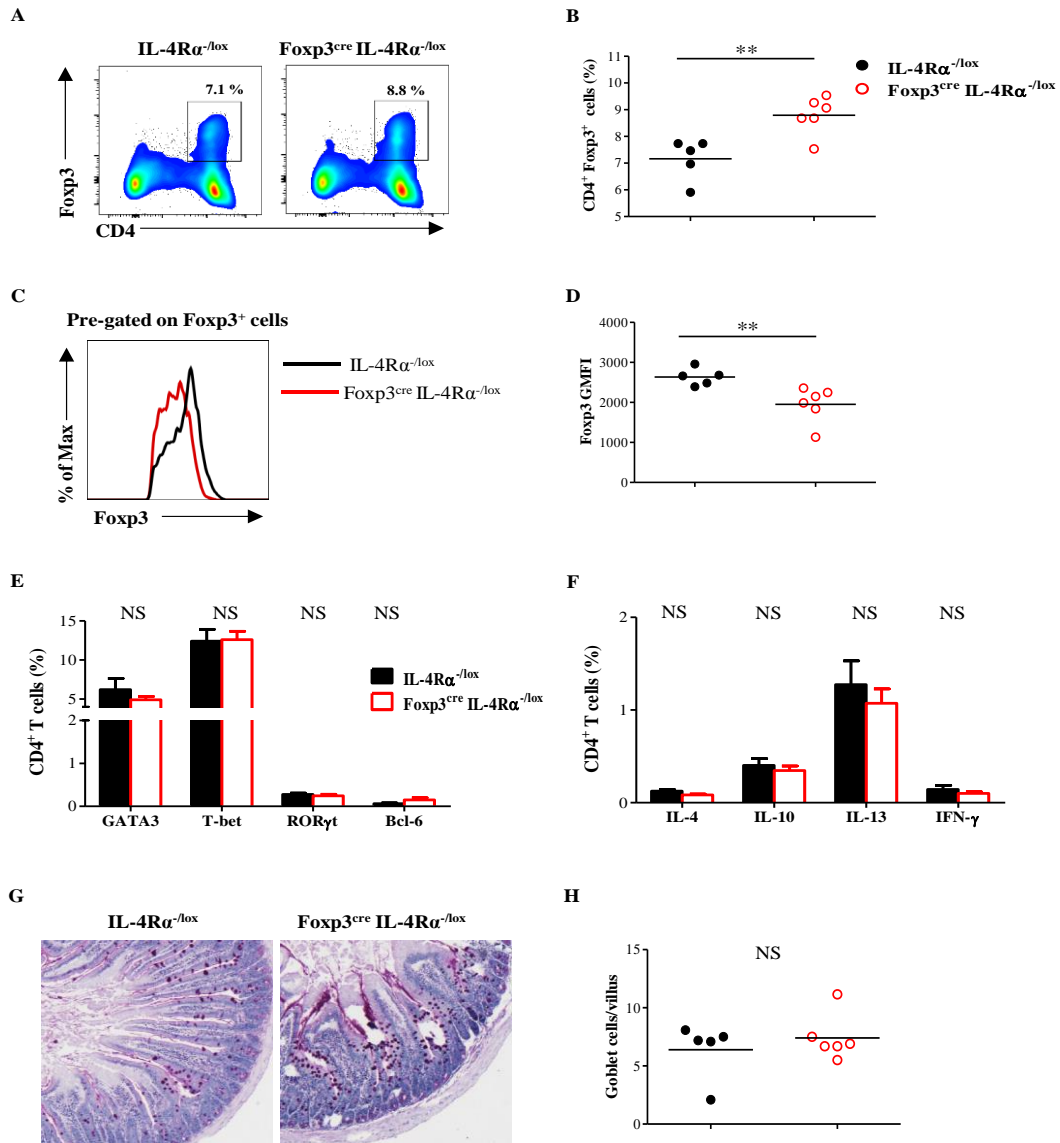 A
IL-4Rα-/lox
Foxp3cre IL-4Rα-/lox
7.1 %
8.8 %
Foxp3
CD4
B
**
11
10
9
8
7
6
5
CD4+ Foxp3+ cells (%)
IL-4Rα-/lox
Foxp3cre IL-4Rα-/lox
C
Pre-gated on Foxp3+ cells
% of Max
Foxp3
IL-4Rα-/lox
Foxp3cre IL-4Rα-/lox
D
**
4000
3000
2000
1000
0
Foxp3 GMFI
E
NS NS NS NS
15
10
5
2
1
0
CD4+ T cells (%)
GATA3 T-bet RORγt Bcl-6
IL-4Rα-/lox
Foxp3cre IL-4Rα-/lox
F
NS NS NS NS
2
1
0
CD4+ T cells (%)
IL-4 IL-10 IL-13 IFN-γ
G
IL-4Rα-/lox
Foxp3cre IL-4Rα-/lox
H
NS
15
10
5
0
Goblet cells/villus